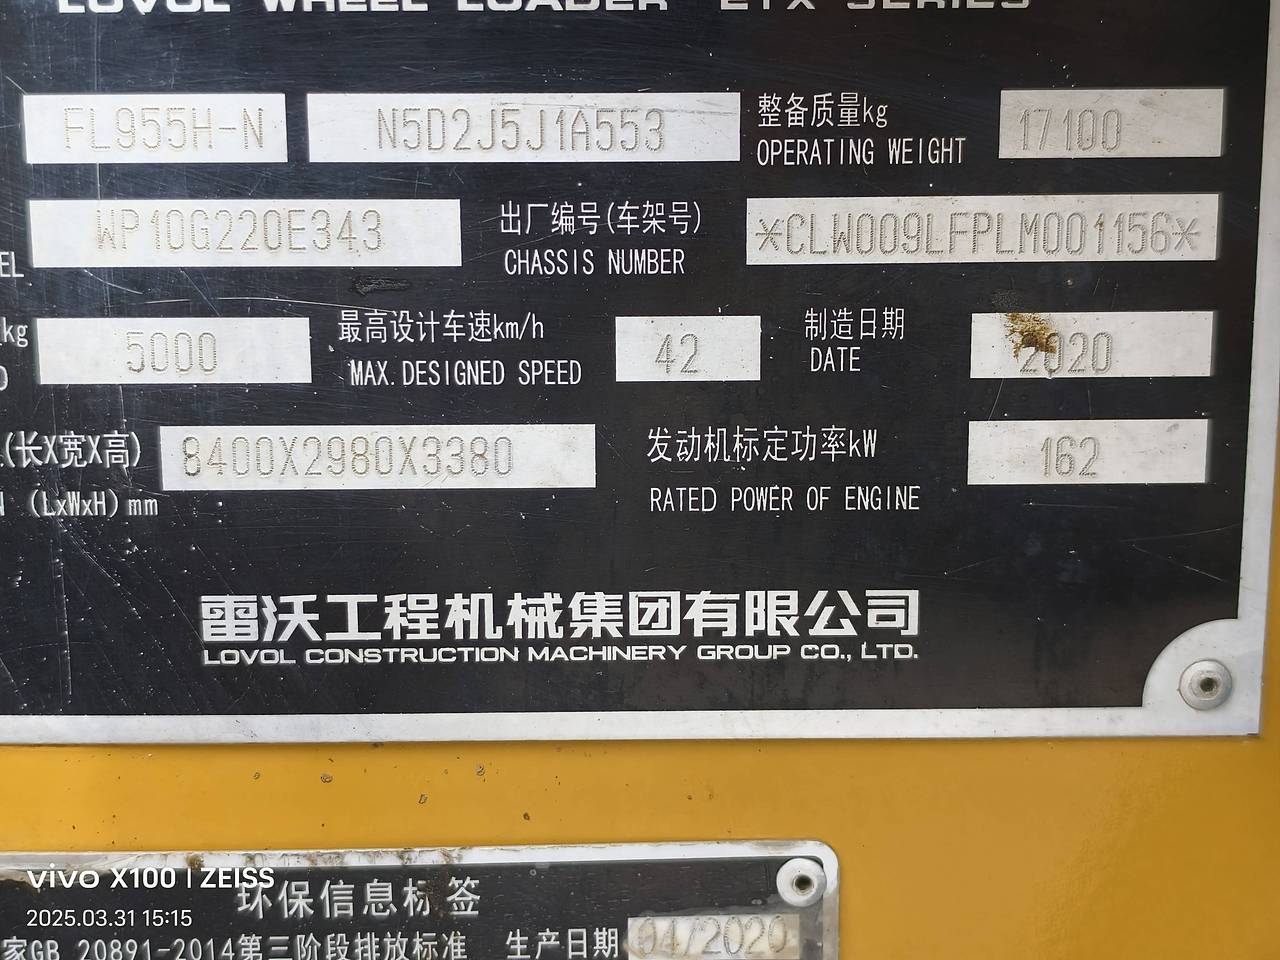 LOVOL WHEEL LOADER ETX SERIES
FL955H-N N5D2J5J1A553 整备质量kg 17100
OPERATING WEIGHT
WP10G220E343 出厂编号(车架号) *CLW009LFPLM001156*
EL CHASSIS NUMBER
kg 5000 最高设计车速km/h 42 制造日期 2020
D MAX.DESIGNED SPEED DATE
(长X宽X高) 8400X2980X3380 发动机标定功率kW 162
N (LxWxH)mm RATED POWER OF ENGINE
雷沃工程机械集团有限公司
LOVOL CONSTRUCTION MACHINERY GROUP CO., LTD.
vivo X100 | ZEISS
环保信息标签
2025.03.31 15:15
家GB 20891-2014第三阶段排放标准 生产日期 04/2020